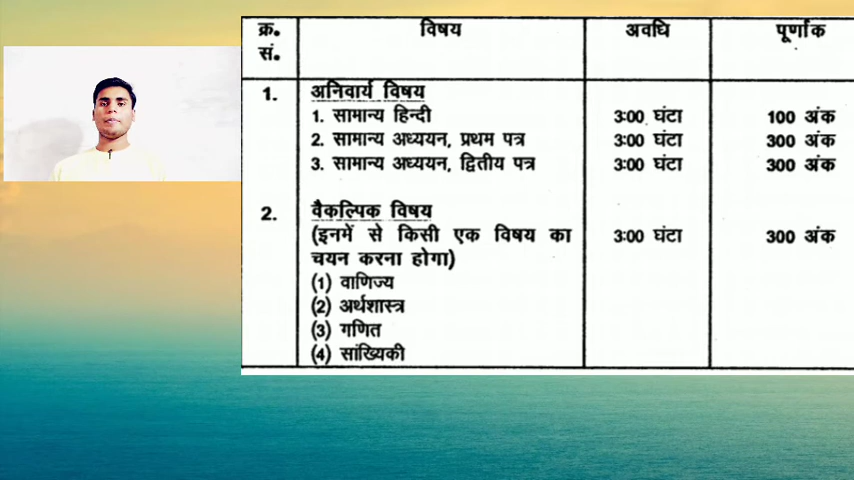 क्र॰ विषय अवधि पूर्णांक
सं॰
1. अनिवार्य विषय
1. सामान्य हिन्दी 3:00 घंटा 100 अंक
2. सामान्य अध्ययन, प्रथम पत्र 3:00 घंटा 300 अंक
3. सामान्य अध्ययन, द्वितीय पत्र 3:00 घंटा 300 अंक
2. वैकल्पिक विषय
(इनमें से किसी एक विषय का 3:00 घंटा 300 अंक
चयन करना होगा)
(1) वाणिज्य
(2) अर्थशास्त्र
(3) गणित
(4) सांख्यिकी